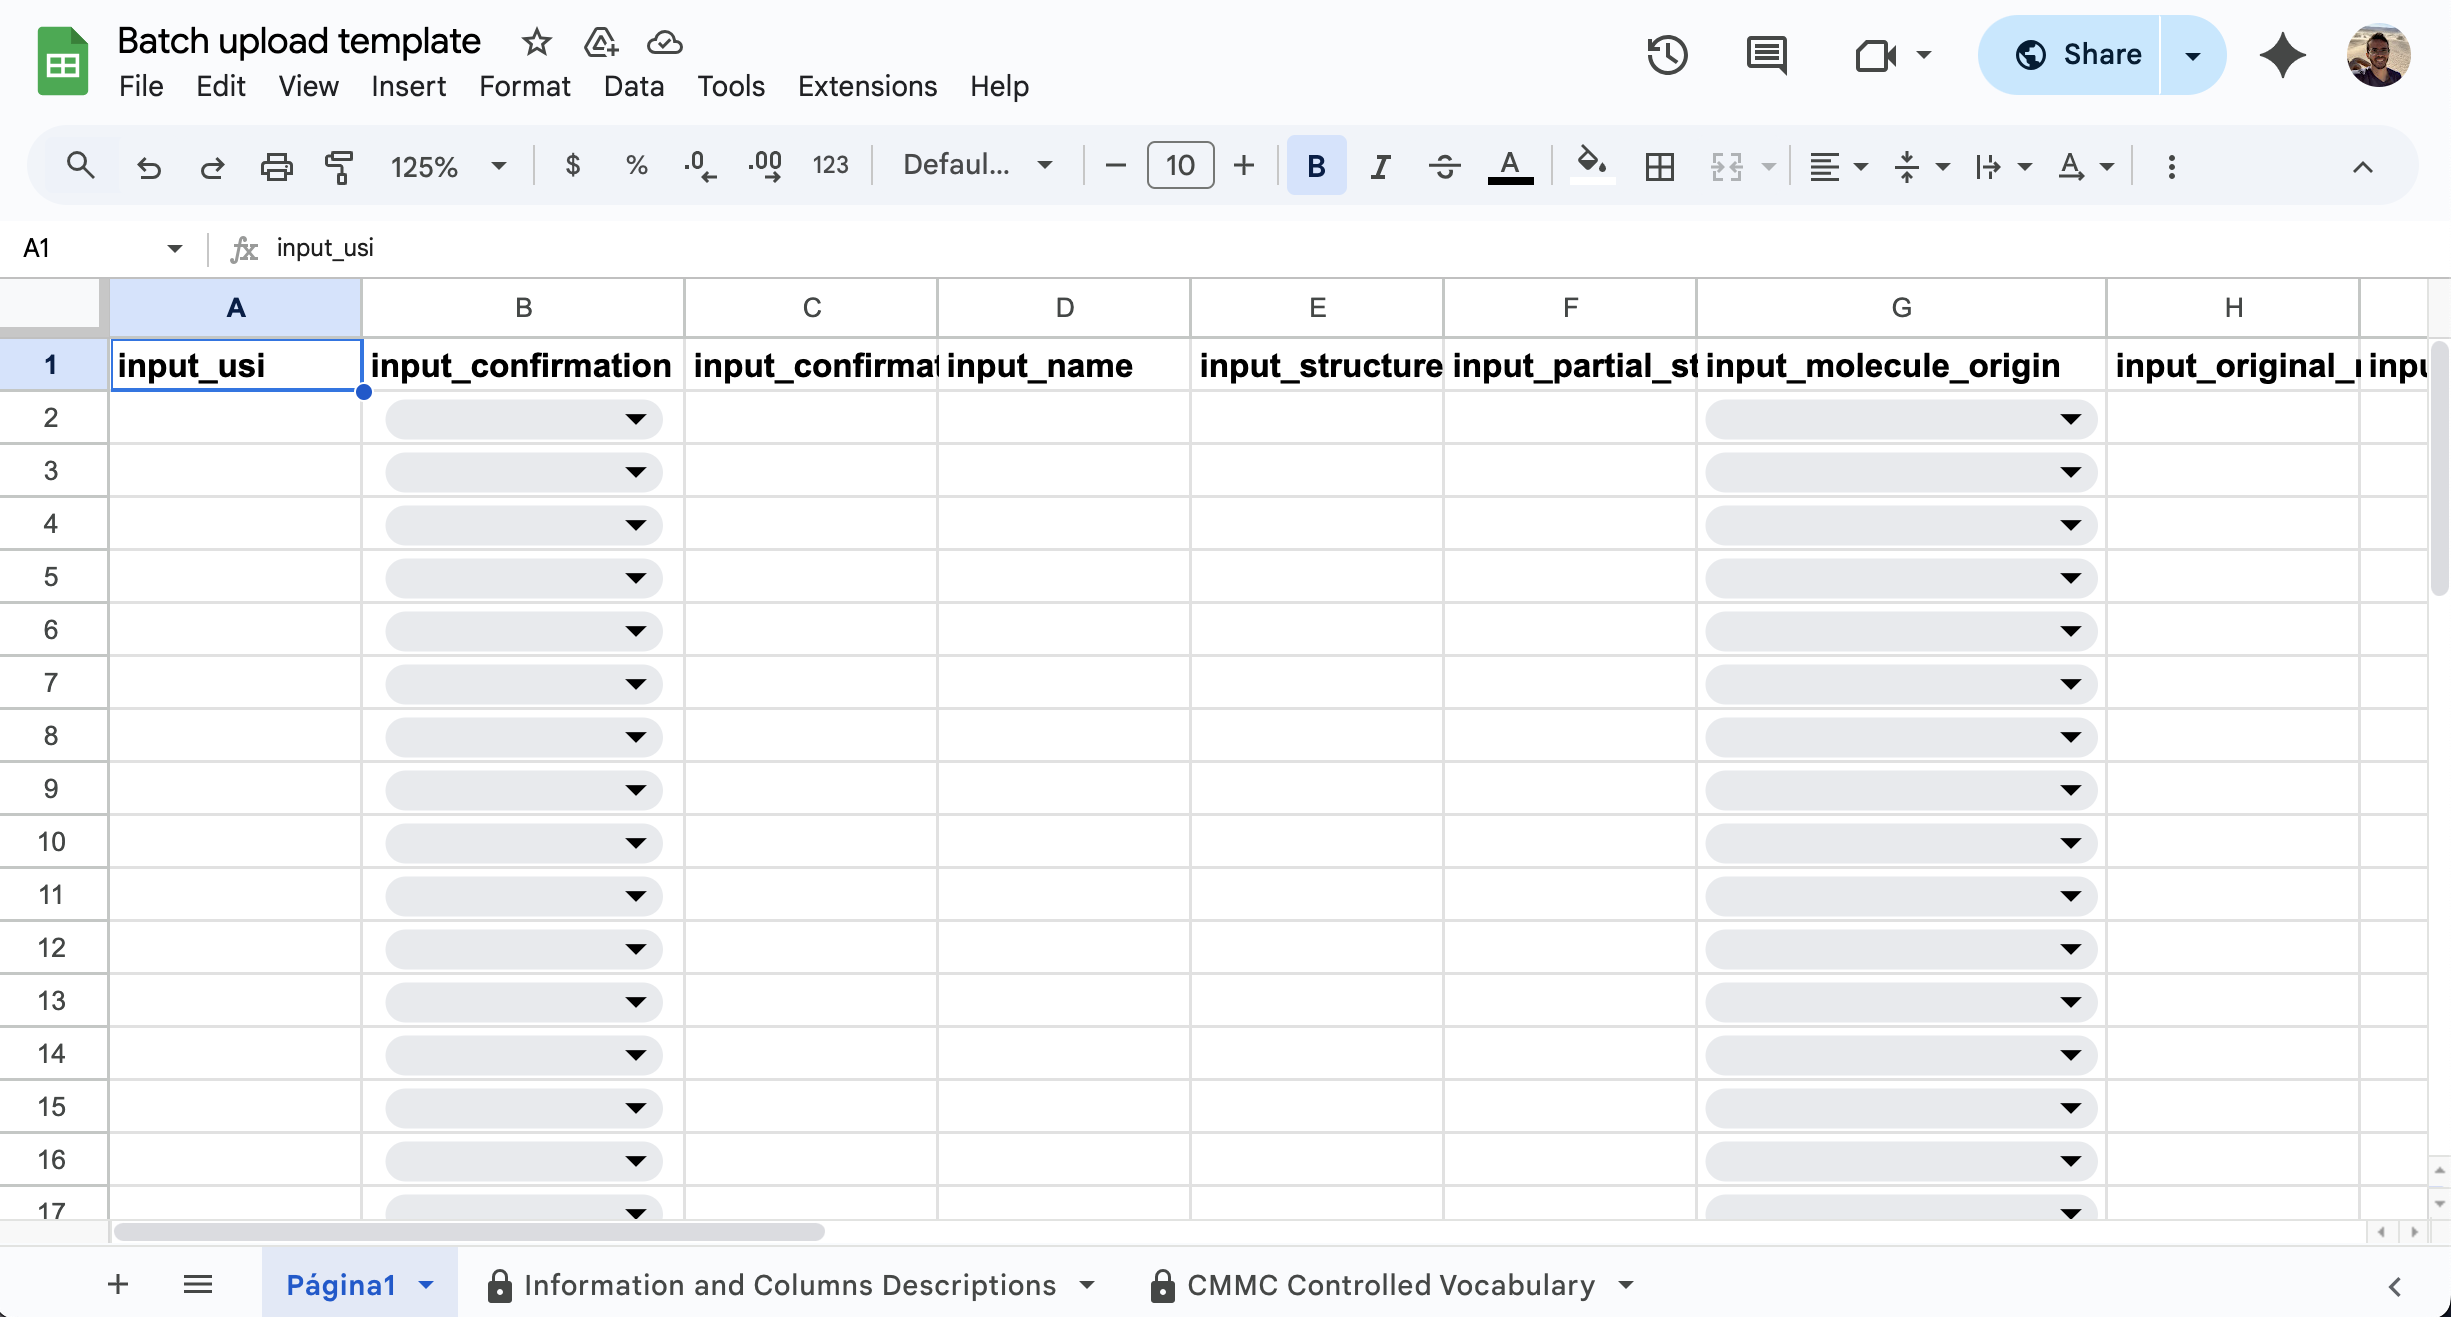 Batch upload template
File Edit View Insert Format Data Tools Extensions Help
Share
125% $ % .0 .00 123 Defaul... 10 B I A A
A1 fx input_usi
A B C D E F G H
1 input_usi input_confirmation input_confirmat input_name input_structure input_partial_st input_molecule_origin input_original_ inpu
2
3
4
5
6
7
8
9
10
11
12
13
14
15
16
17
Página1 Information and Columns Descriptions CMMC Controlled Vocabulary